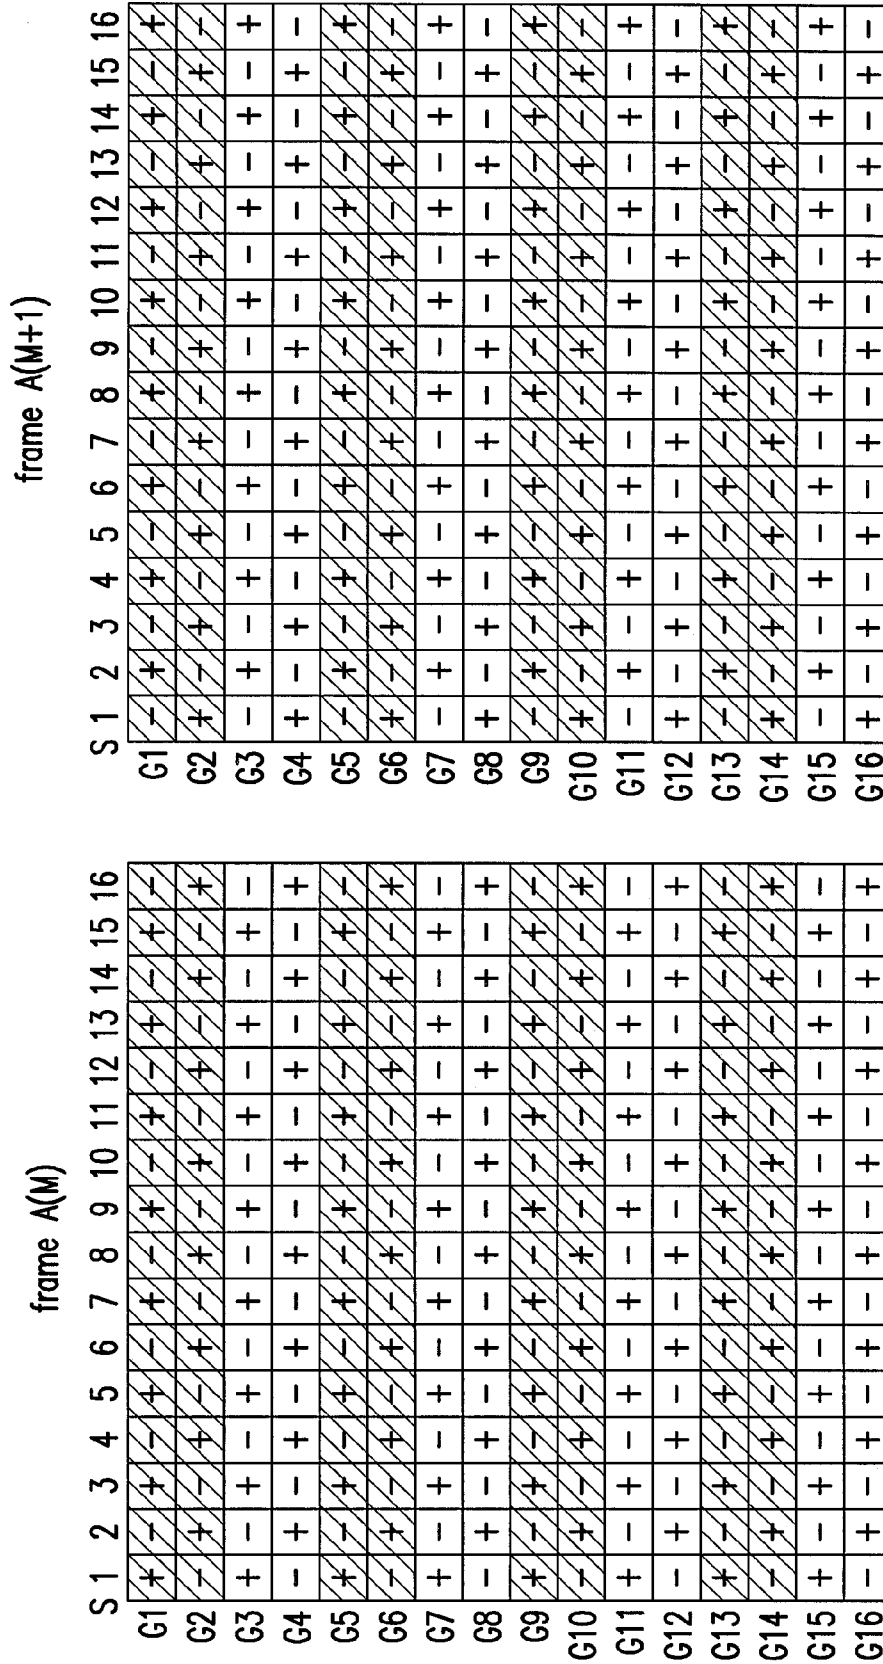 frame A(M)
S 1 2 3 4 5 6 7 8 9 10 11 12 13 14 15 16
G1 + − + − + − + − + − + − + − + −
G2 − + − + − + − + − + − + − + − +
G3 + − + − + − + − + − + − + − + −
G4 − + − + − + − + − + − + − + − +
G5 + − + − + − + − + − + − + − + −
G6 − + − + − + − + − + − + − + − +
G7 + − + − + − + − + − + − + − + −
G8 − + − + − + − + − + − + − + − +
G9 + − + − + − + − + − + − + − + −
G10 − + − + − + − + − + − + − + − +
G11 + − + − + − + − + − + − + − + −
G12 − + − + − + − + − + − + − + − +
G13 + − + − + − + − + − + − + − + −
G14 − + − + − + − + − + − + − + − +
G15 + − + − + − + − + − + − + − + −
G16 − + − + − + − + − + − + − + − +
frame A(M+1)
S 1 2 3 4 5 6 7 8 9 10 11 12 13 14 15 16
G1 − + − + − + − + − + − + − + − +
G2 + − + − + − + − + − + − + − + −
G3 − + − + − + − + − + − + − + − +
G4 + − + − + − + − + − + − + − + −
G5 − + − + − + − + − + − + − + − +
G6 + − + − + − + − + − + − + − + −
G7 − + − + − + − + − + − + − + − +
G8 + − + − + − + − + − + − + − + −
G9 − + − + − + − + − + − + − + − +
G10 + − + − + − + − + − + − + − + −
G11 − + − + − + − + − + − + − + − +
G12 + − + − + − + − + − + − + − + −
G13 − + − + − + − + − + − + − + − +
G14 + − + − + − + − + − + − + − + −
G15 − + − + − + − + − + − + − + − +
G16 + − + − + − + − + − + − + − + −